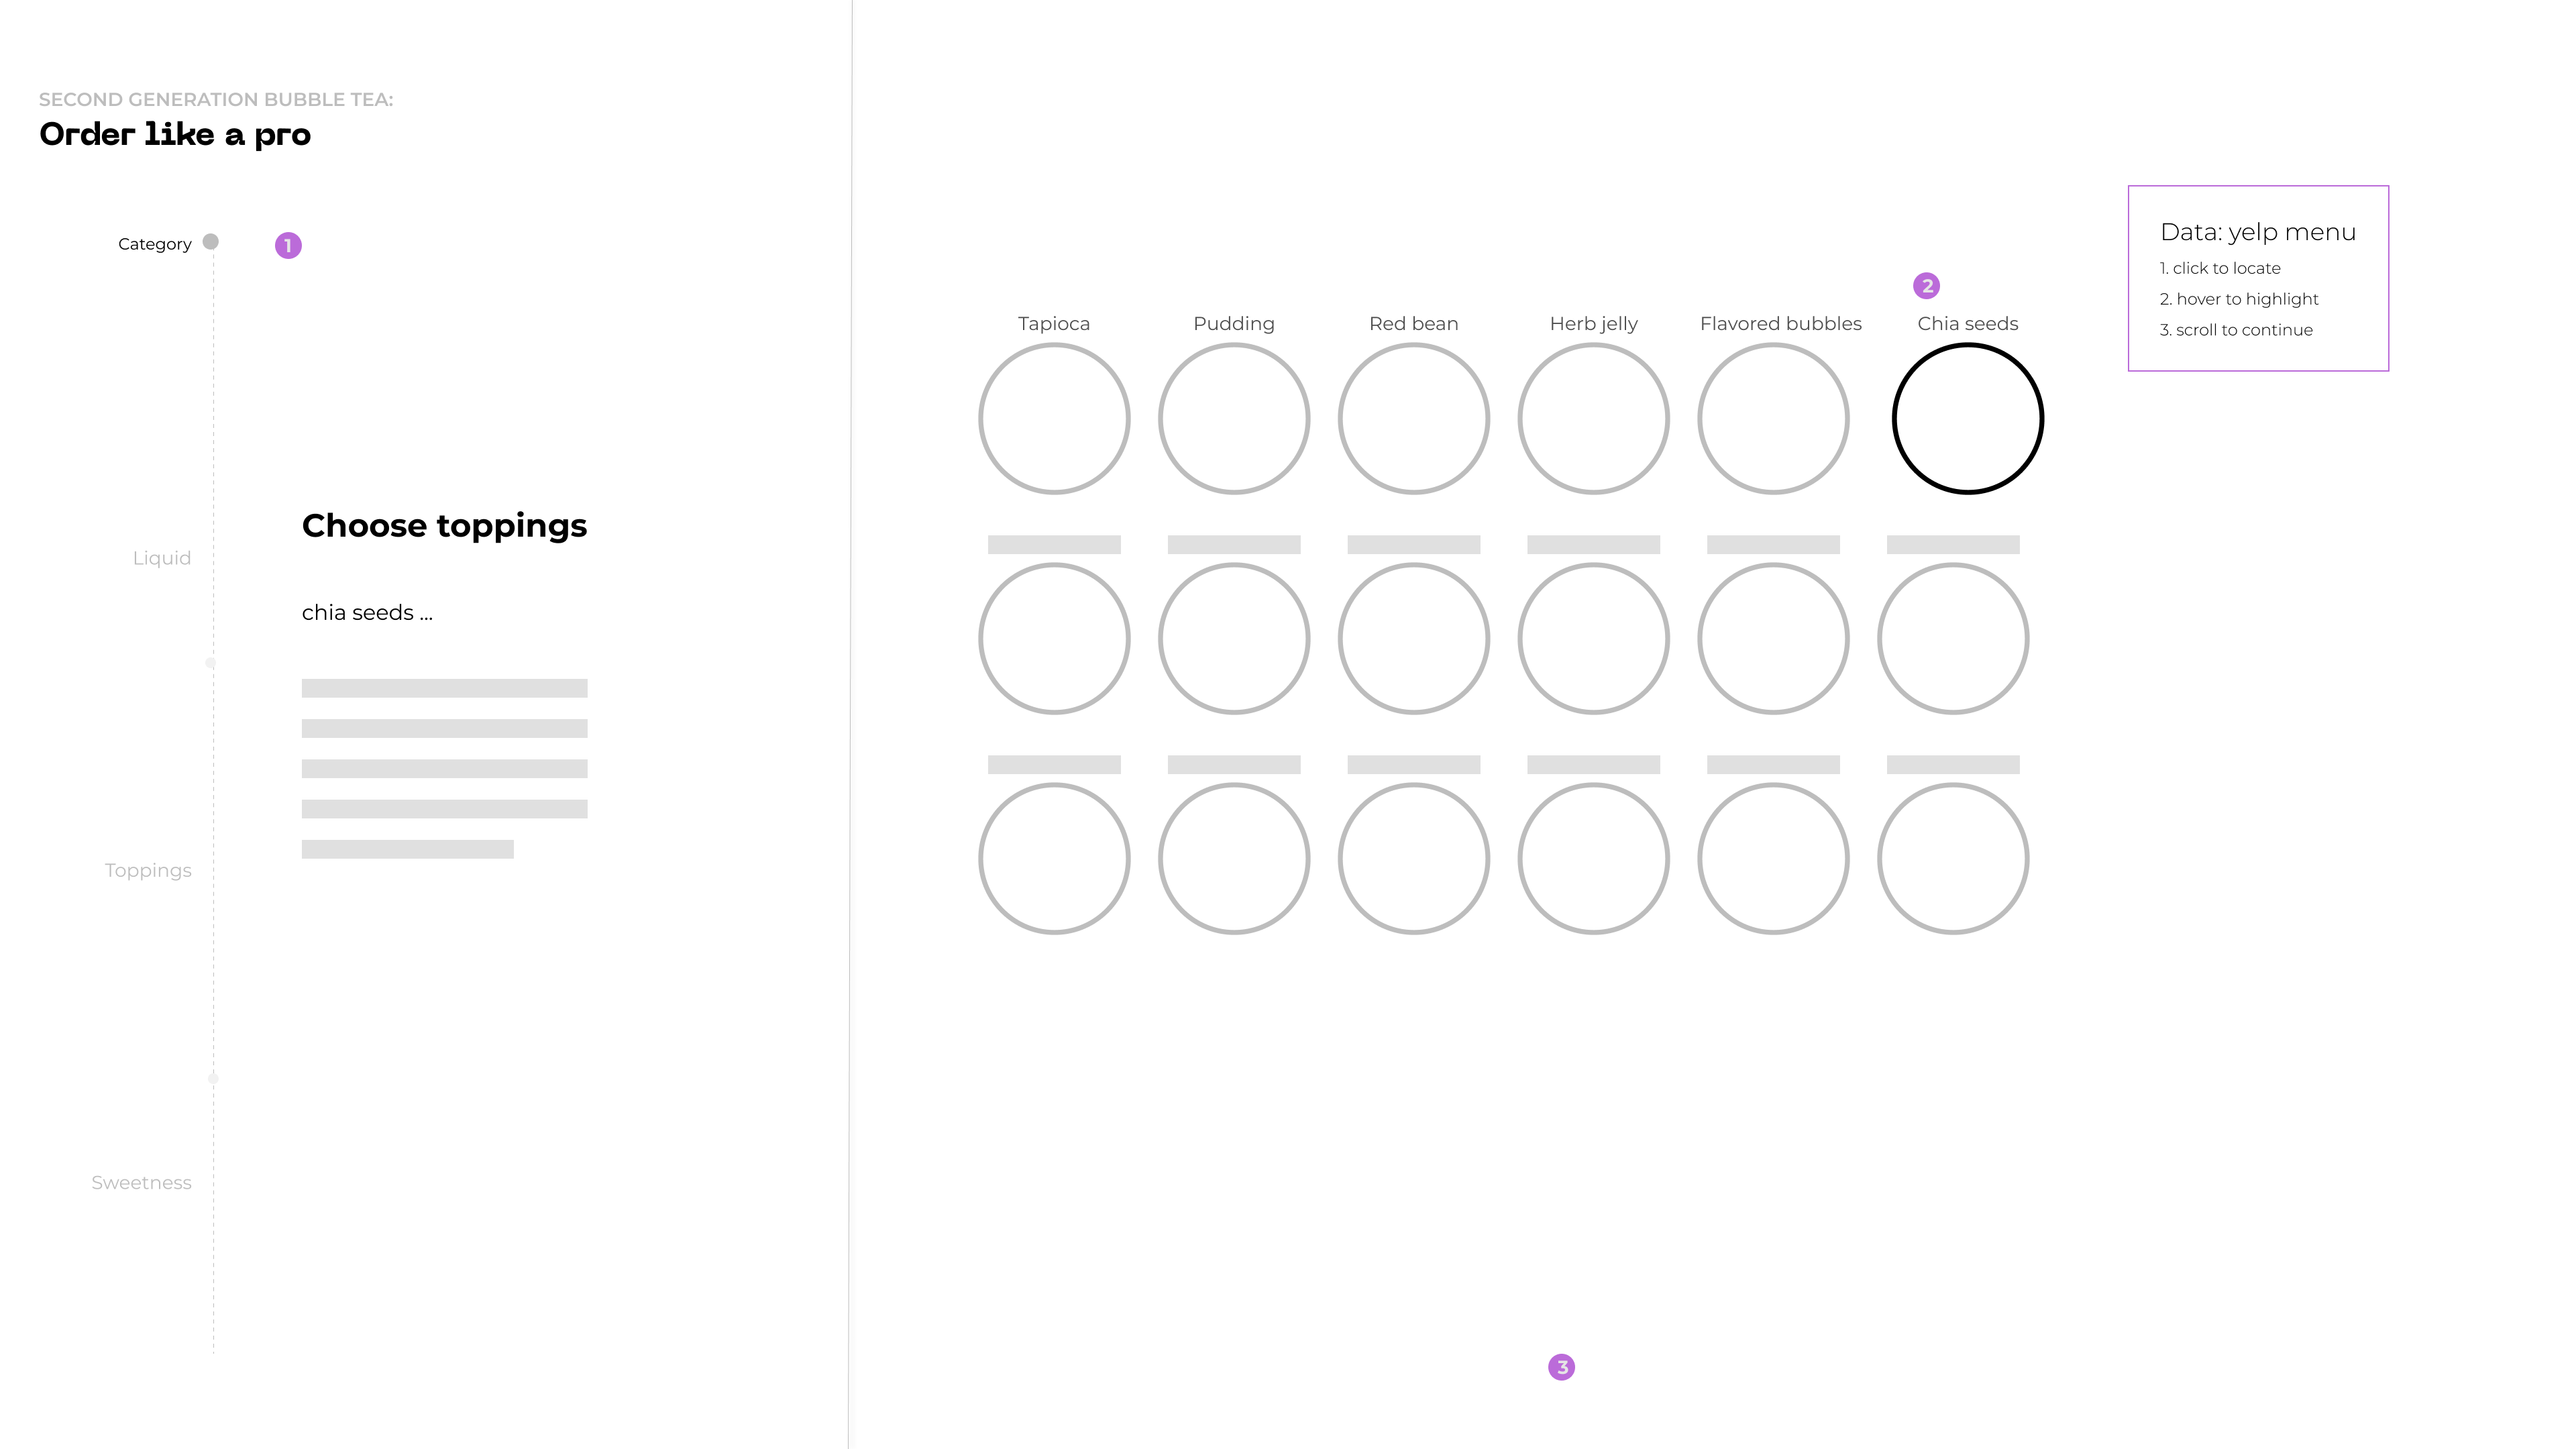 SECOND GENERATION BUBBLE TEA:
Order like a pro
Category
1
Liquid
Toppings
Sweetness
Choose toppings
chia seeds ...
2
Tapioca
Pudding
Red bean
Herb jelly
Flavored bubbles
Chia seeds
Data: yelp menu
1. click to locate
2. hover to highlight
3. scroll to continue
3